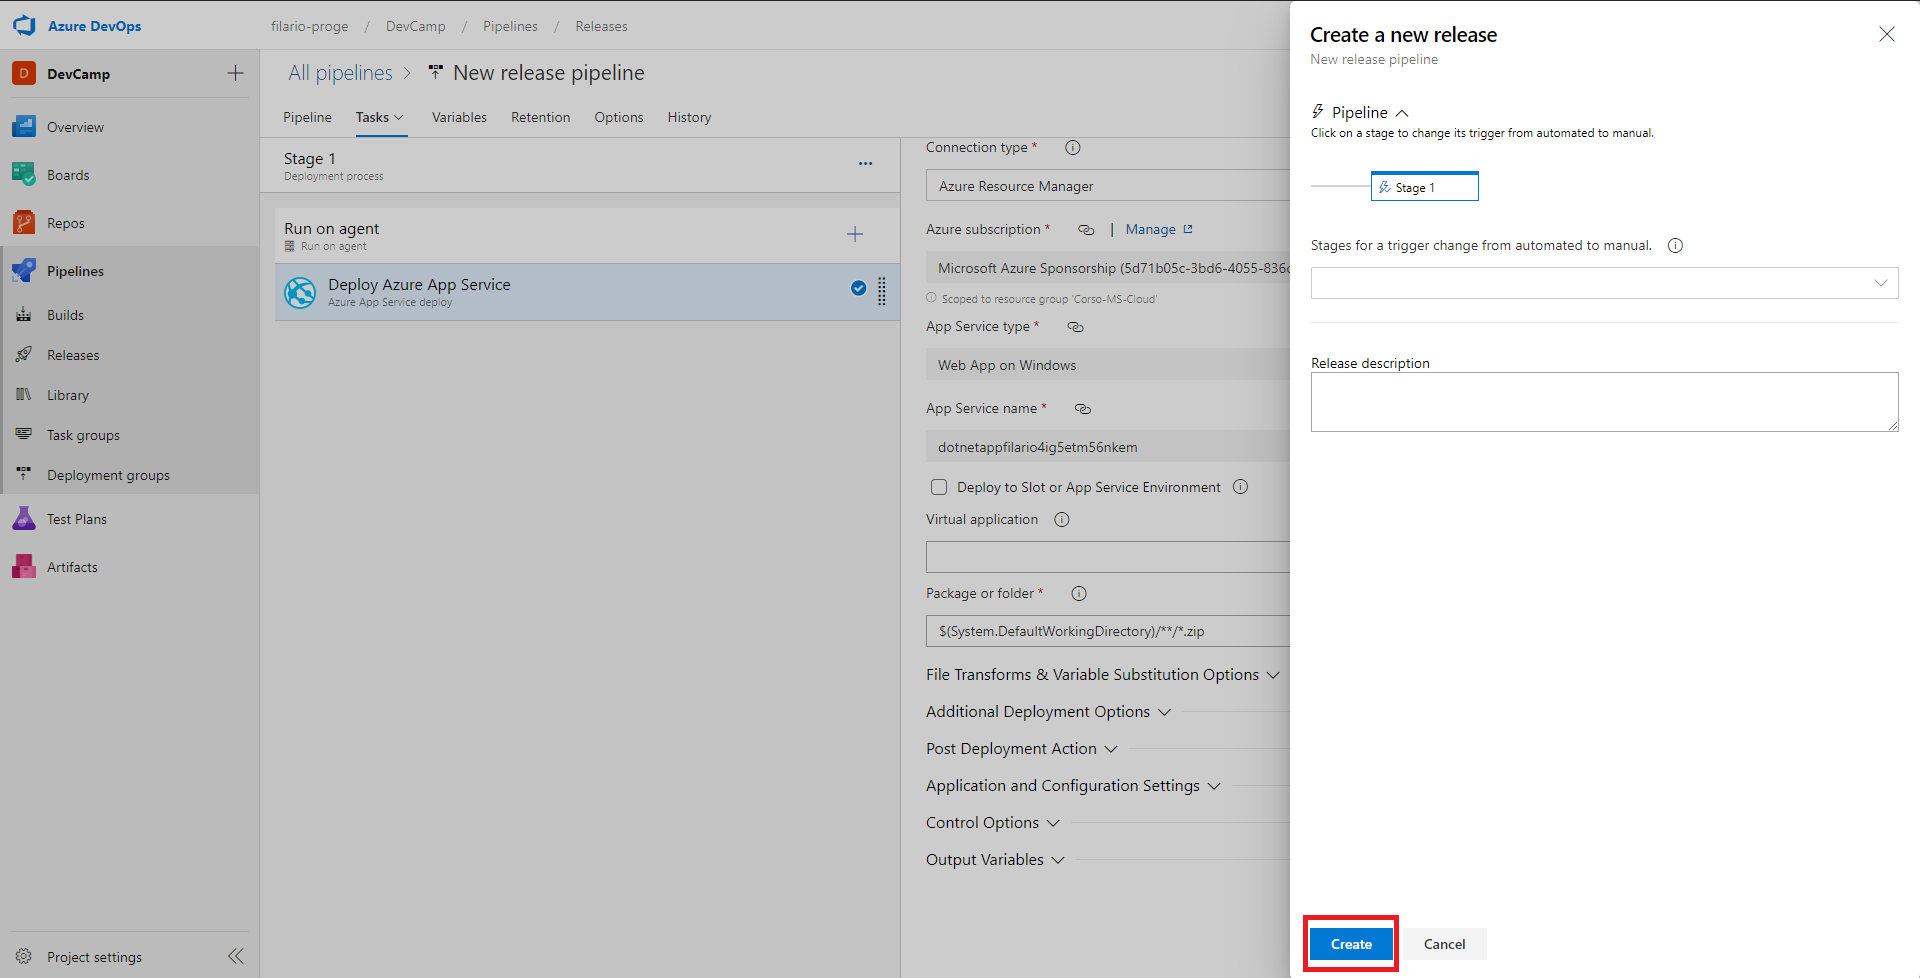 Azure DevOps
filario-proge / DevCamp / Pipelines / Releases
D DevCamp
Overview
Boards
Repos
Pipelines
Builds
Releases
Library
Task groups
Deployment groups
Test Plans
Artifacts
Project settings
All pipelines > New release pipeline
Pipeline Tasks Variables Retention Options History
Stage 1
Deployment process
Run on agent
Run on agent
Deploy Azure App Service
Azure App Service deploy
Connection type *
Azure Resource Manager
Azure subscription * | Manage
Microsoft Azure Sponsorship (5d71b05c-3bd6-4055-836c
Scoped to resource group 'Corso-MS-Cloud'
App Service type *
Web App on Windows
App Service name *
dotnetappfilario4ig5etm56nkem
Deploy to Slot or App Service Environment
Virtual application
Package or folder *
$(System.DefaultWorkingDirectory)/**/*.zip
File Transforms & Variable Substitution Options
Additional Deployment Options
Post Deployment Action
Application and Configuration Settings
Control Options
Output Variables
Create a new release
New release pipeline
Pipeline
Click on a stage to change its trigger from automated to manual.
Stage 1
Stages for a trigger change from automated to manual.
Release description
Create Cancel